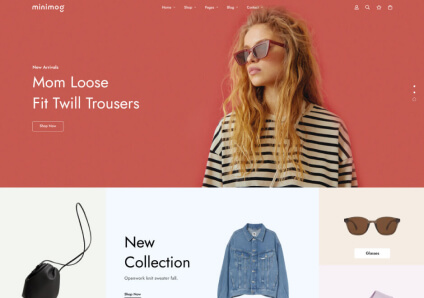 minimog
Home Shop Pages Blog Contact
New Arrivals
Mom Loose
Fit Twill Trousers
Shop Now
New
Collection
Openwork knit sweater fall.
Shop Now
Glasses